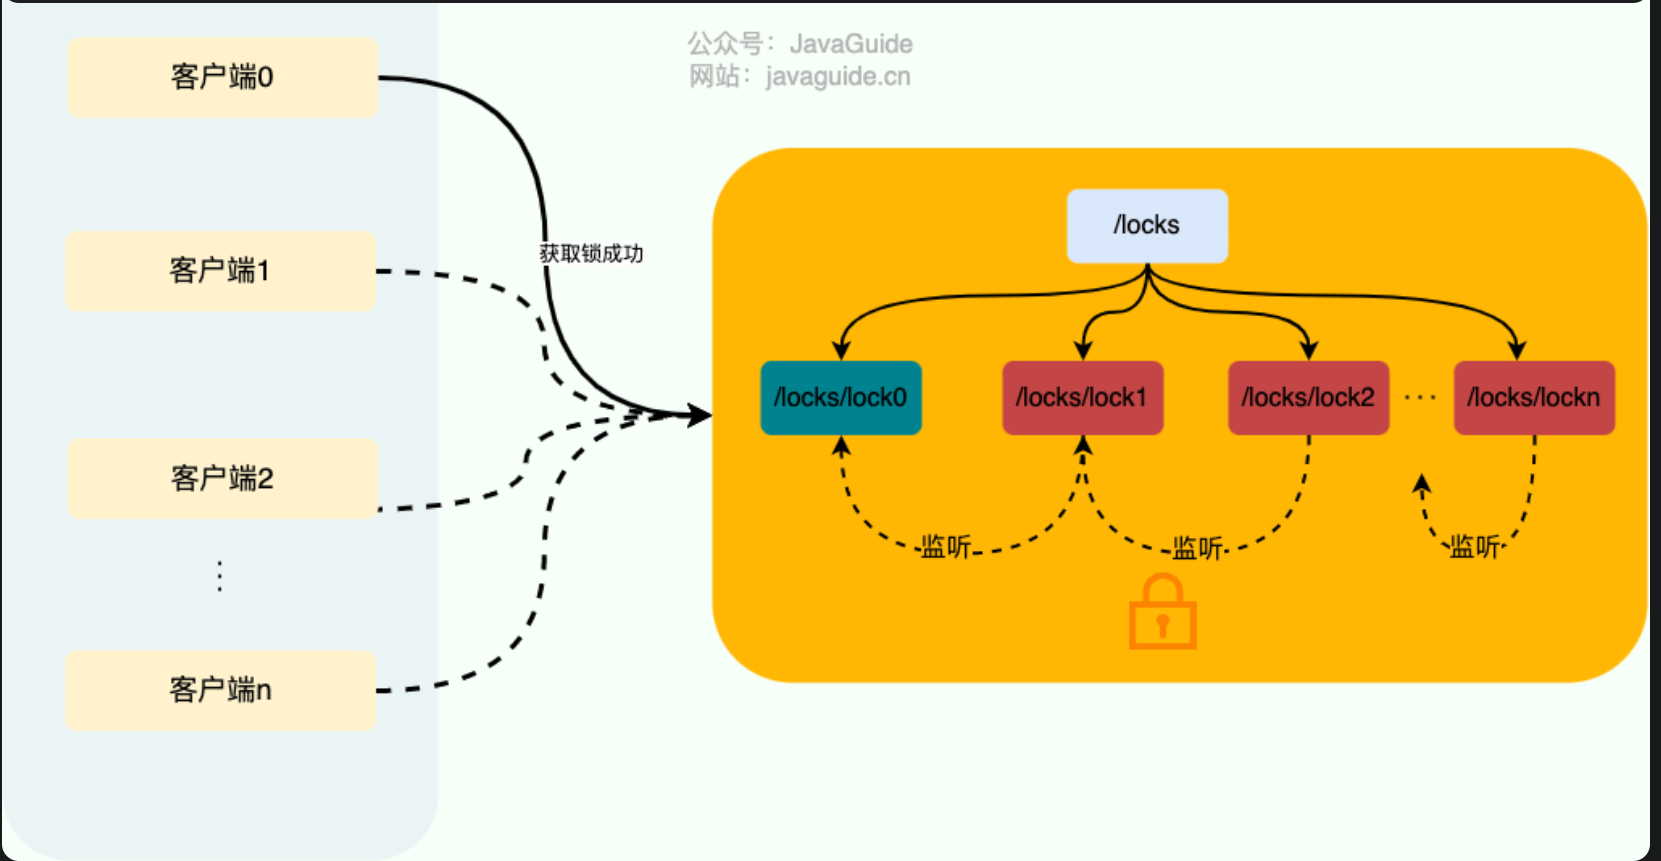 公众号：JavaGuide
网站：javaguide.cn
客户端0
客户端1
客户端2
⋮
客户端n
获取锁成功
/locks
/locks/lock0
/locks/lock1
/locks/lock2
···
/locks/lockn
监听
监听
监听